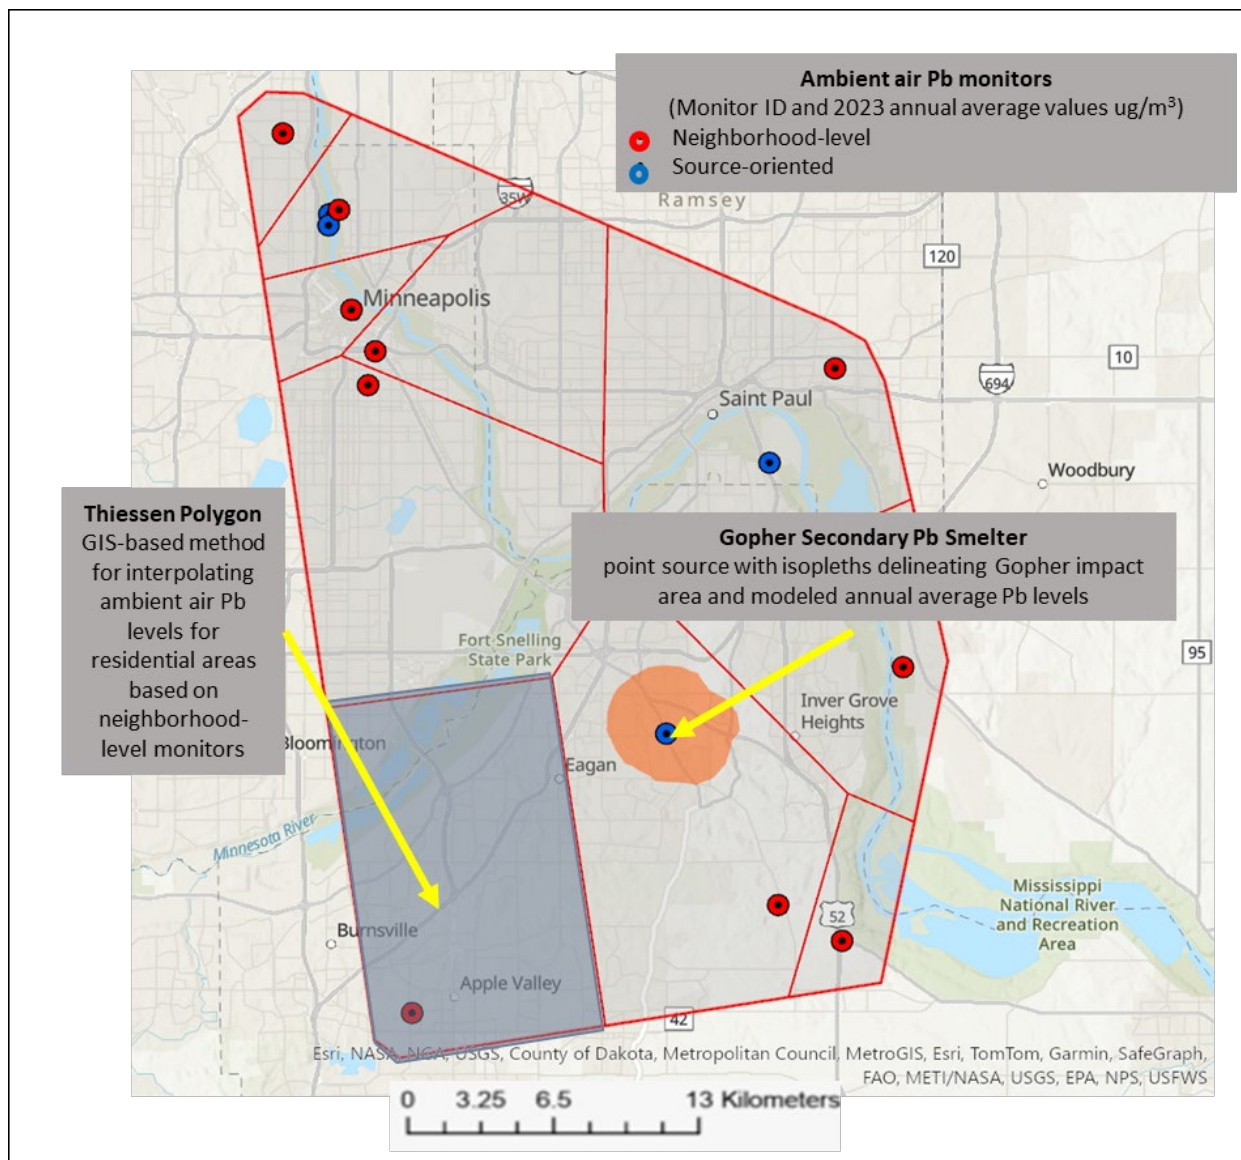 Ambient air Pb monitors
(Monitor ID and 2023 annual average values ug/m³)
Neighborhood-level
Source-oriented
35W
Ramsey
120
Minneapolis
10
694
Saint Paul
Woodbury
Thiessen Polygon
GIS-based method
for interpolating
ambient air Pb
levels for
residential areas
based on
neighborhood-
level monitors
Gopher Secondary Pb Smelter
point source with isopleths delineating Gopher impact
area and modeled annual average Pb levels
Fort Snelling
State Park
95
Inver Grove
Heights
Bloomington
Eagan
Minnesota River
Mississippi
National River
and Recreation
Area
52
Burnsville
Apple Valley
42
Esri, NASA, NGA, USGS, County of Dakota, Metropolitan Council, MetroGIS, Esri, TomTom, Garmin, SafeGraph,
FAO, METI/NASA, USGS, EPA, NPS, USFWS
0 3.25 6.5 13 Kilometers